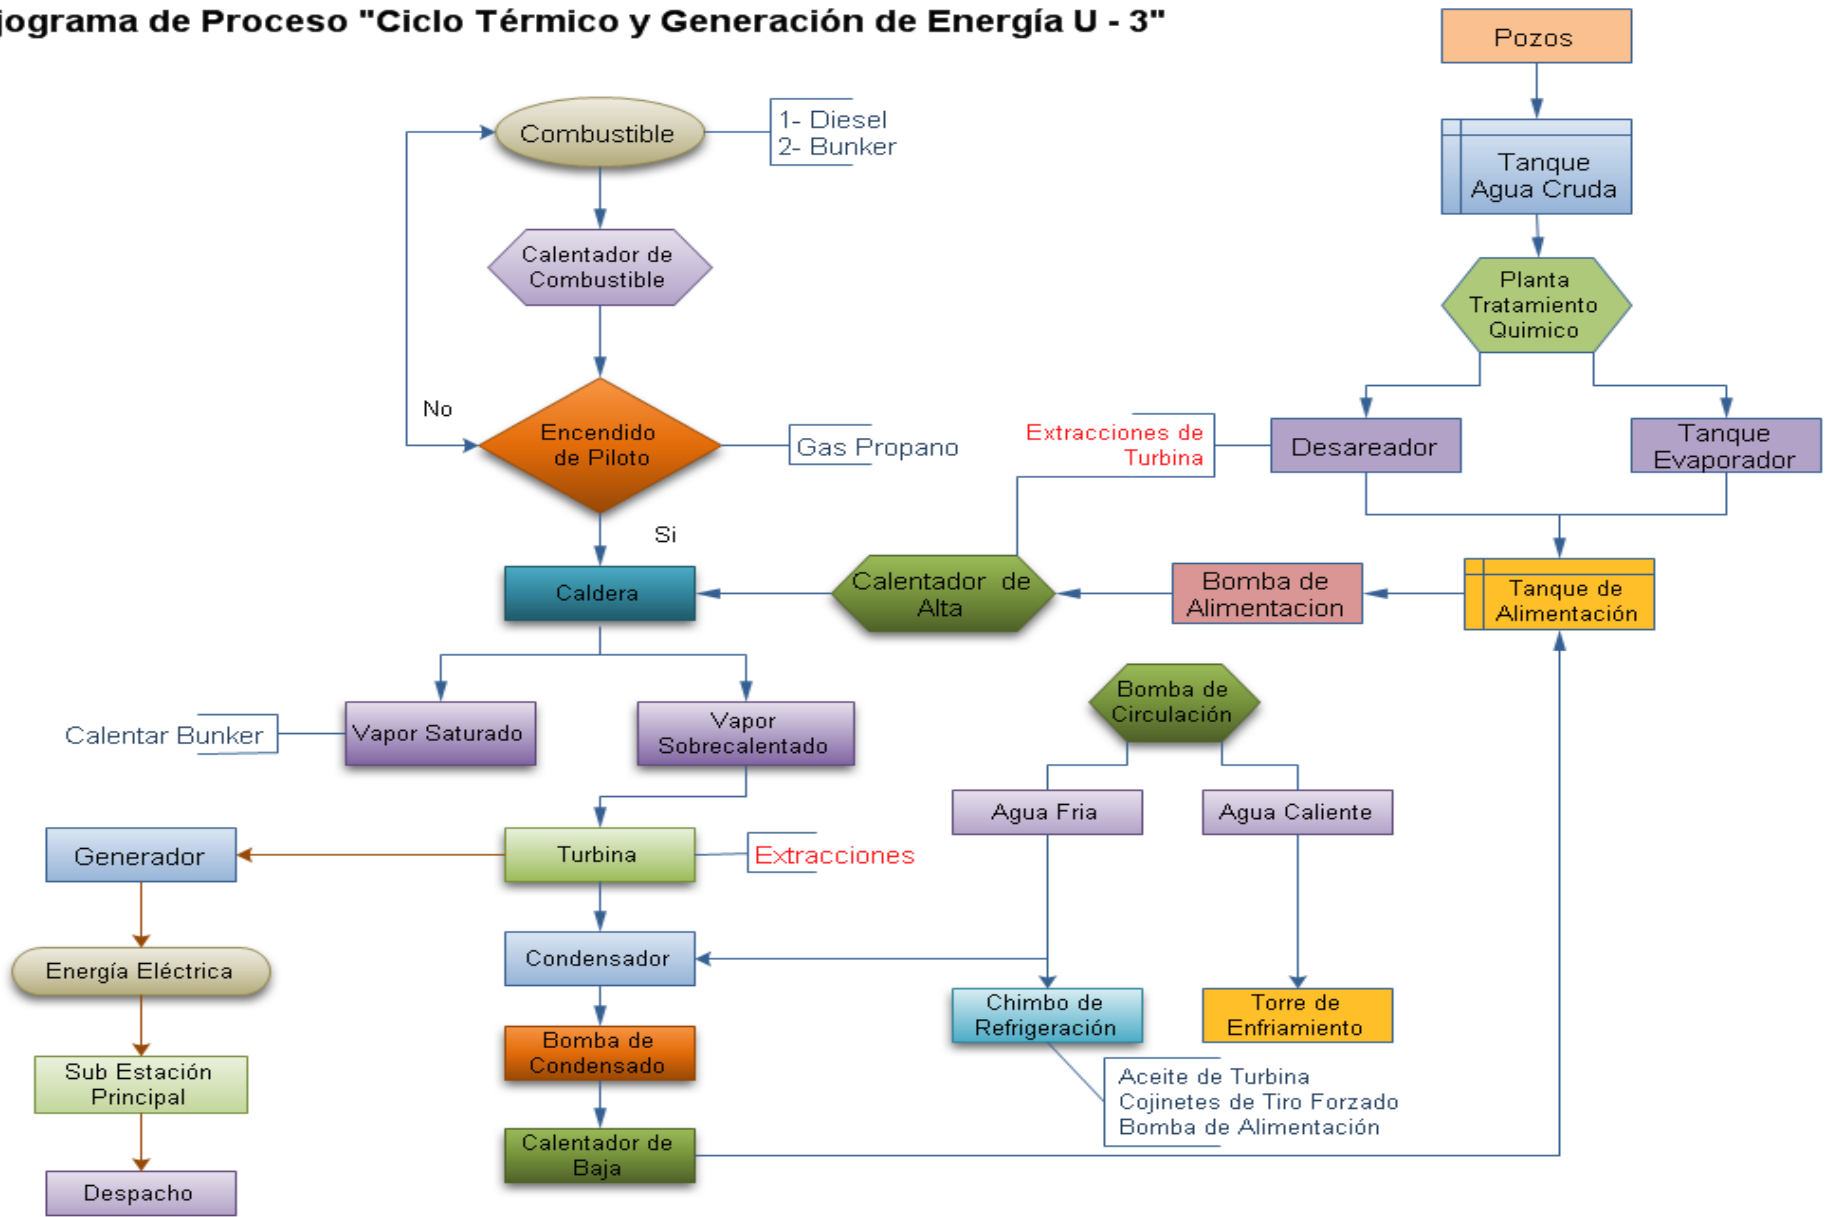 jograma de Proceso "Ciclo Térmico y Generación de Energía U - 3"
Pozos
Combustible
1- Diesel
2- Bunker
Tanque
Agua Cruda
Calentador de
Combustible
Planta
Tratamiento
Quimico
No
Encendido
de Piloto
Gas Propano
Extracciones de
Turbina
Desareador
Tanque
Evaporador
Si
Caldera
Calentador de
Alta
Bomba de
Alimentacion
Tanque de
Alimentación
Calentar Bunker
Vapor Saturado
Vapor
Sobrecalentado
Bomba de
Circulación
Agua Fria
Agua Caliente
Generador
Turbina
Extracciones
Energía Eléctrica
Condensador
Chimbo de
Refrigeración
Torre de
Enfriamiento
Bomba de
Condensado
Sub Estación
Principal
Aceite de Turbina
Cojinetes de Tiro Forzado
Bomba de Alimentación
Calentador de
Baja
Despacho